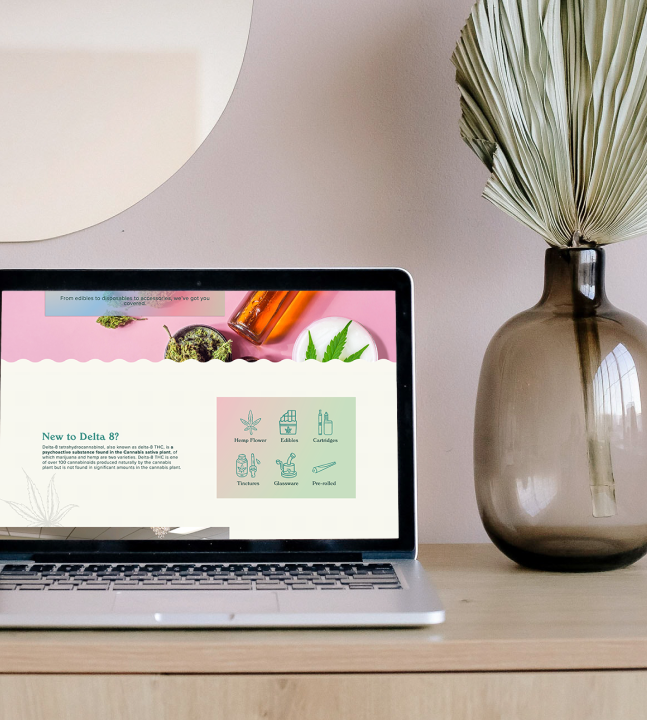 From edibles to disposables to accessories, we've got you
covered.
New to Delta 8?
Delta-8 tetrahydrocannabinol, also known as delta-8 THC, is a
psychoactive substance found in the Cannabis sativa plant, of
which marijuana and hemp are two varieties. Delta-8 THC is one
of over 100 cannabinoids produced naturally by the cannabis
plant but is not found in significant amounts in the cannabis plant.
Hemp Flower
Edibles
Cartridges
Tinctures
Glassware
Pre-rolled